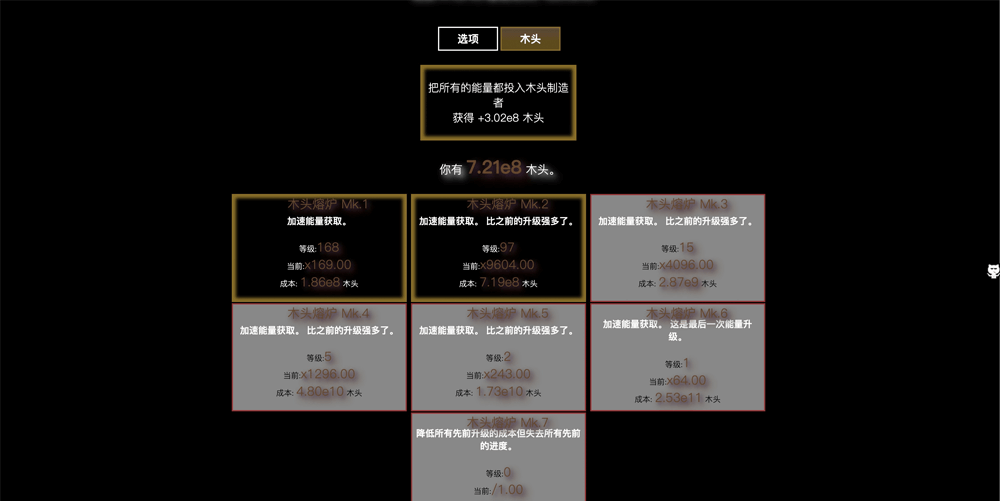 选项
木头
把所有的能量都投入木头制造
者
获得 +3.02e8 木头
你有 7.21e8 木头。
木头熔炉 Mk.1
加速能量获取。
等级:168
当前:x169.00
成本: 1.86e8 木头
木头熔炉 Mk.2
加速能量获取。 比之前的升级强多了。
等级:97
当前:x9604.00
成本: 7.19e8 木头
木头熔炉 Mk.3
加速能量获取。 比之前的升级强多了。
等级:15
当前:x4096.00
成本: 2.87e9 木头
木头熔炉 Mk.4
加速能量获取。 比之前的升级强多了。
等级:5
当前:x1296.00
成本: 4.80e10 木头
木头熔炉 Mk.5
加速能量获取。 比之前的升级强多了。
等级:2
当前:x243.00
成本: 1.73e10 木头
木头熔炉 Mk.6
加速能量获取。 这是最后一次能量升
级。
等级:1
当前:x64.00
成本: 2.53e11 木头
木头熔炉 Mk.7
降低所有先前升级的成本但失去所有先前
的进度。
等级:0
当前:/1.00